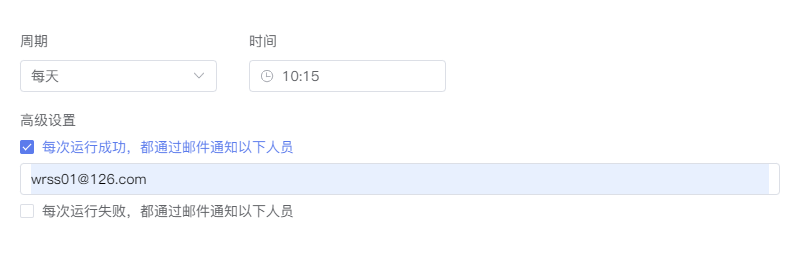 周期 时间
每天 10:15
高级设置
每次运行成功，都通过邮件通知以下人员
wrss01@126.com
每次运行失败，都通过邮件通知以下人员